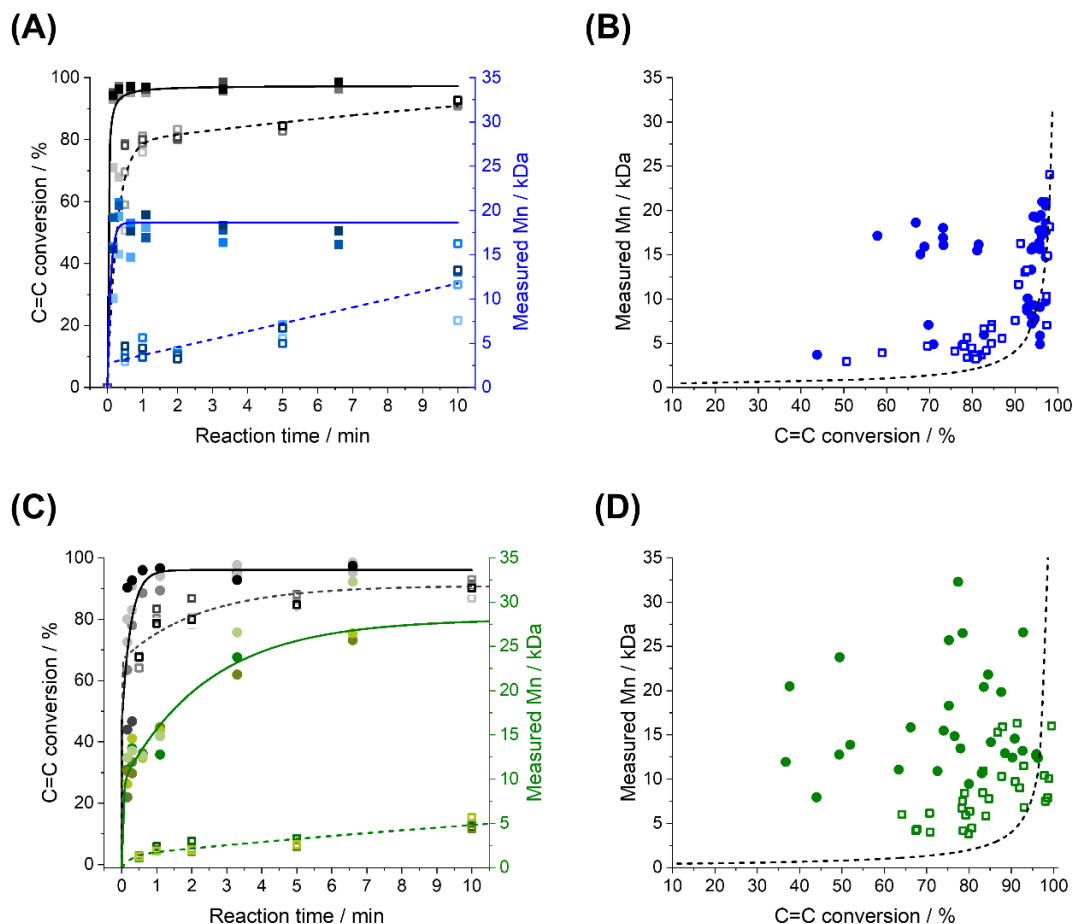 (A)
(B)
100
80
60
40
20
0
C=C conversion / %
35
30
25
20
15
10
5
0
Measured Mn / kDa
0 1 2 3 4 5 6 7 8 9 10
Reaction time / min
35
30
25
20
15
10
5
0
Measured Mn / kDa
10 20 30 40 50 60 70 80 90 100
C=C conversion / %
(C)
(D)
100
80
60
40
20
0
C=C conversion / %
35
30
25
20
15
10
5
0
Measured Mn / kDa
0 1 2 3 4 5 6 7 8 9 10
Reaction time / min
35
30
25
20
15
10
5
0
Measured Mn / kDa
10 20 30 40 50 60 70 80 90 100
C=C conversion / %